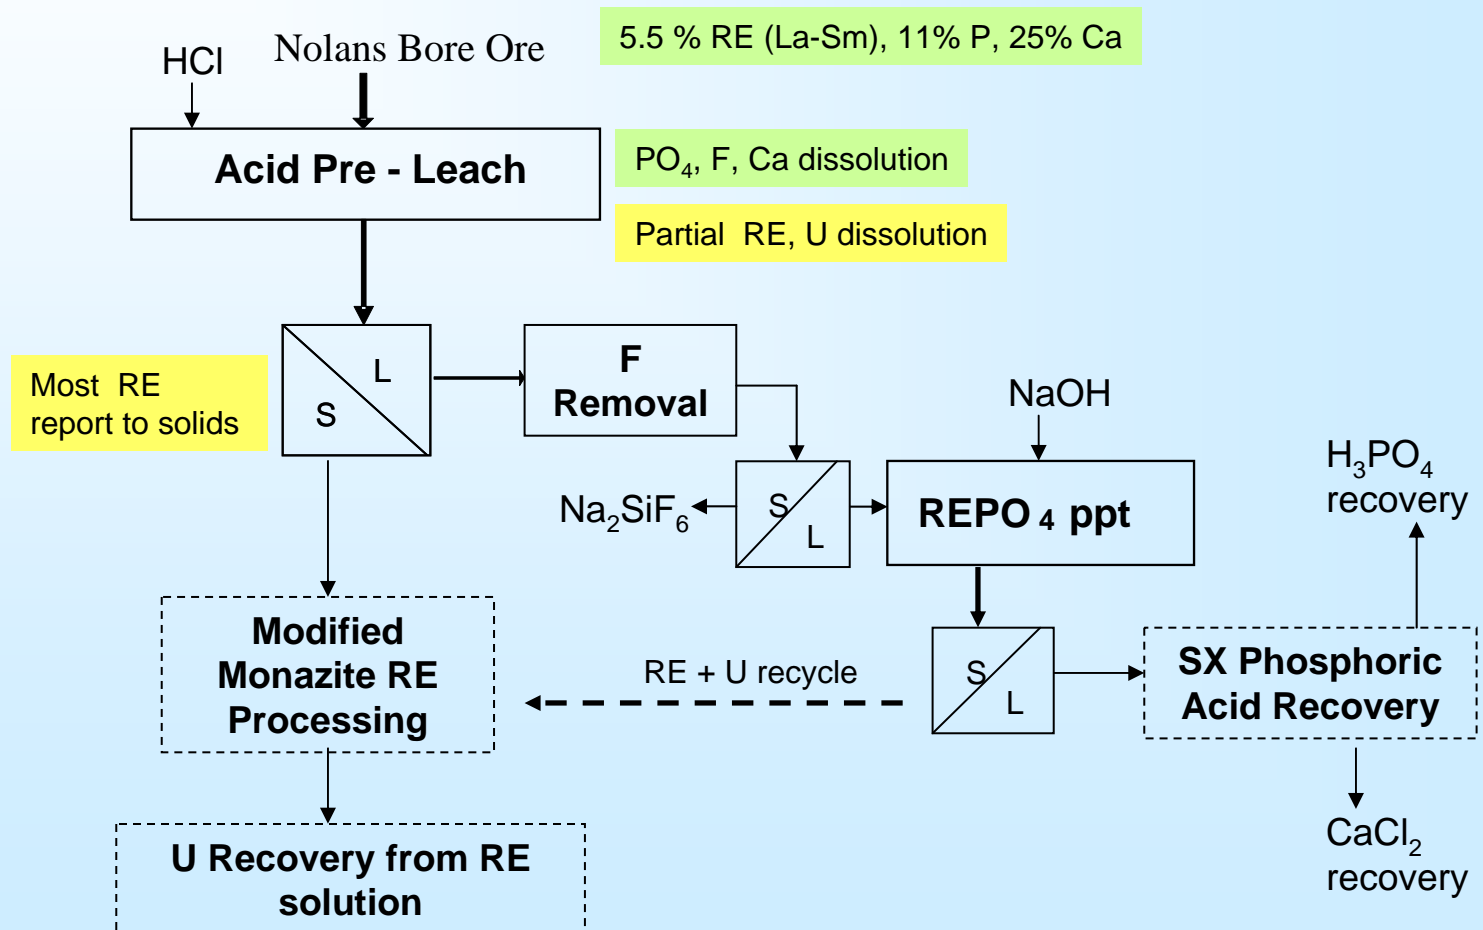 Nolans Bore Ore
5.5 % RE (La-Sm), 11% P, 25% Ca
HCl
Acid Pre - Leach
PO₄, F, Ca dissolution
Partial RE, U dissolution
Most RE
report to solids
L
S
F
Removal
NaOH
H₃PO₄
recovery
Na₂SiF₆
S
L
REPO ₄ ppt
Modified
Monazite RE
Processing
RE + U recycle
S
L
SX Phosphoric
Acid Recovery
U Recovery from RE
solution
CaCl₂
recovery